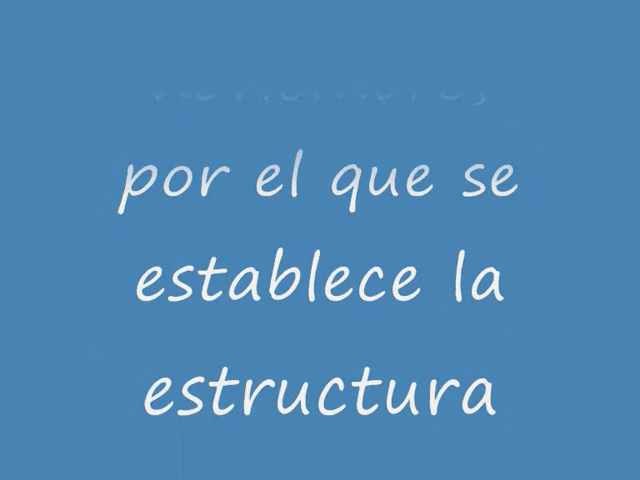 por el que se
establece la
estructura